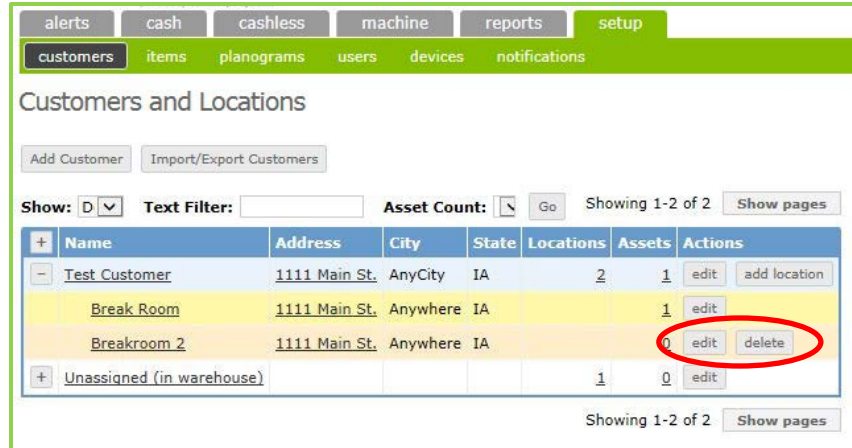 alerts cash cashless machine reports setup
customers items planograms users devices notifications
Customers and Locations
Add Customer Import/Export Customers
Show: D Text Filter: Asset Count: Go Showing 1-2 of 2 Show pages
+ Name Address City State Locations Assets Actions
− Test Customer 1111 Main St. AnyCity IA 2 1 edit add location
Break Room 1111 Main St. Anywhere IA 1 edit
Breakroom 2 1111 Main St. Anywhere IA 0 edit delete
+ Unassigned (in warehouse) 1 0 edit
Showing 1-2 of 2 Show pages